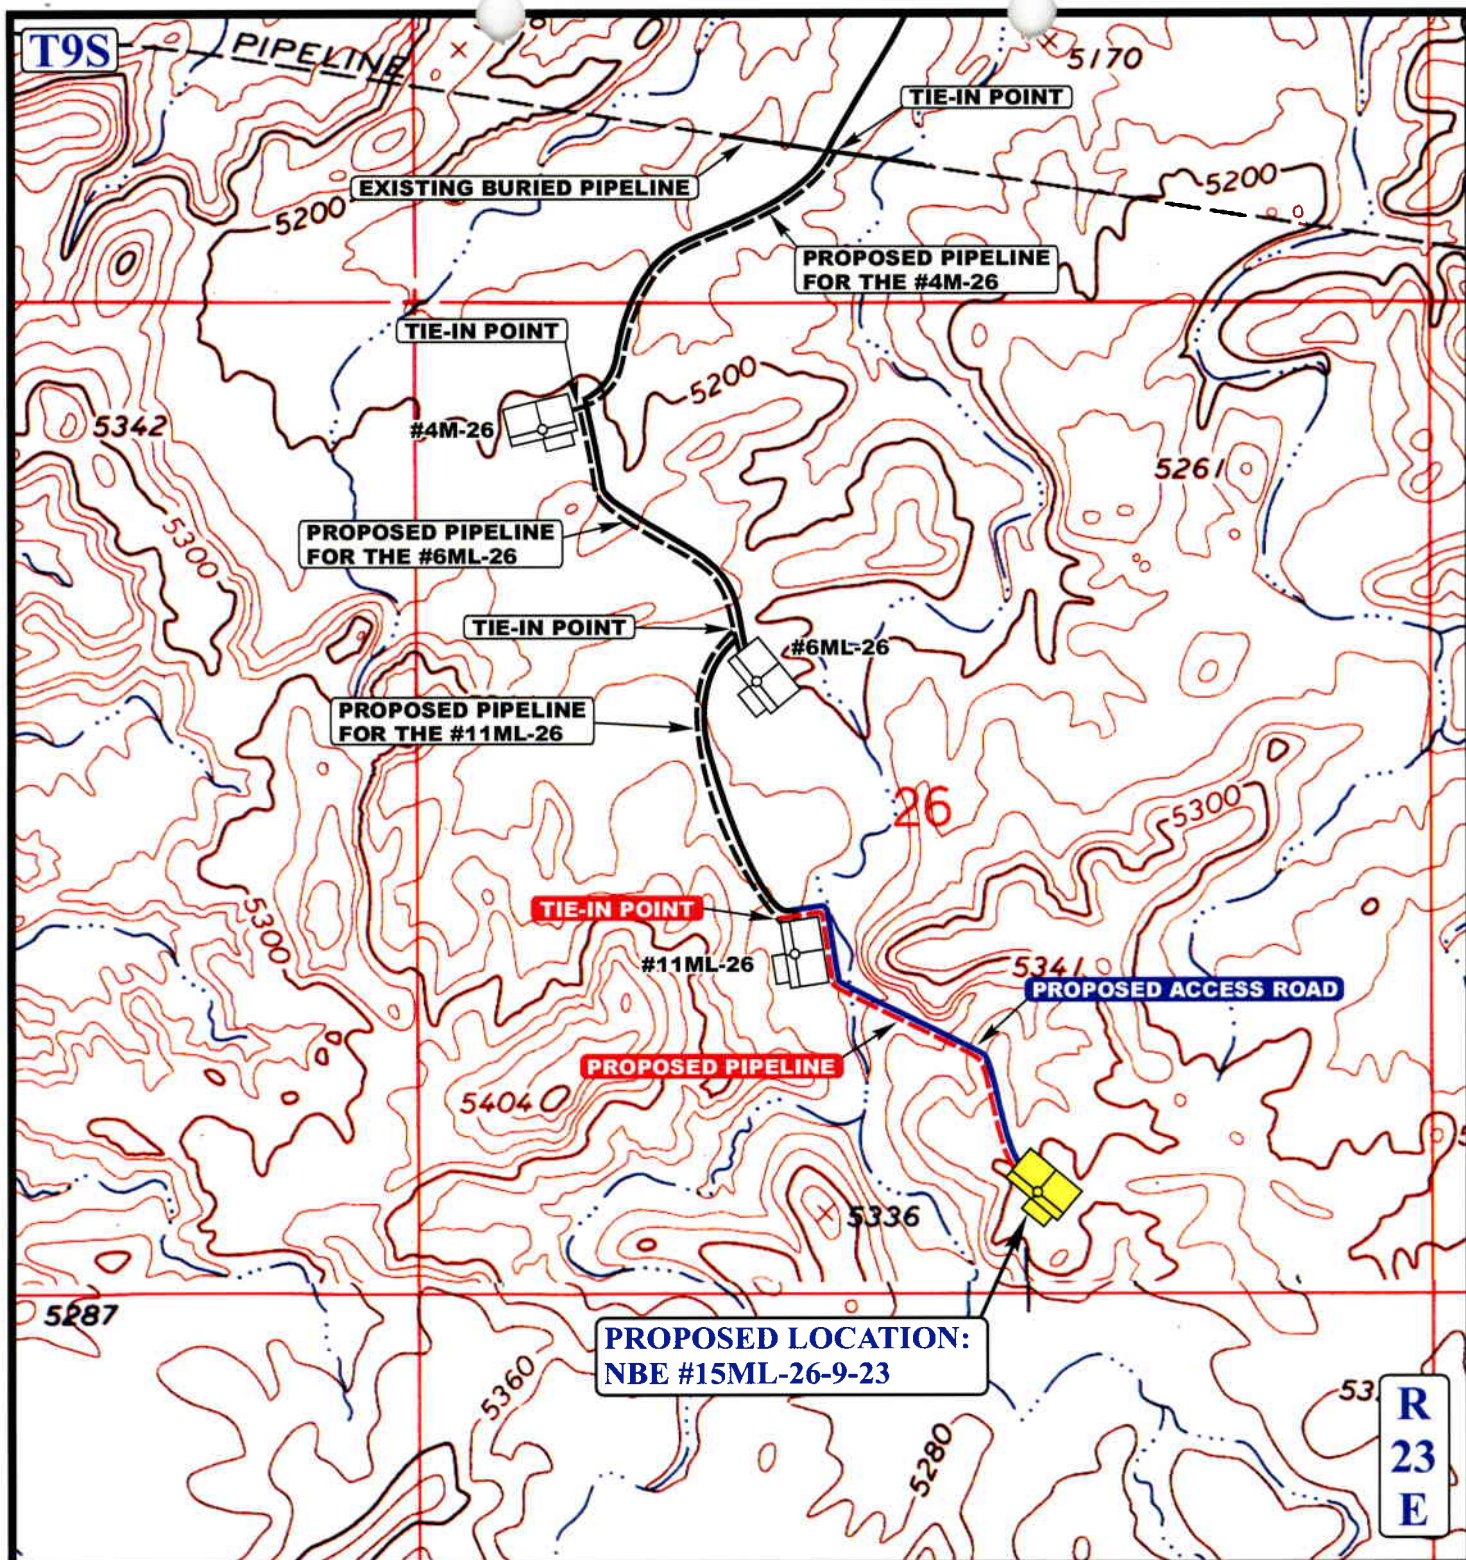 T9S
PIPELINE
5170
TIE-IN POINT
EXISTING BURIED PIPELINE
5200
5200
PROPOSED PIPELINE
FOR THE #4M-26
TIE-IN POINT
5200
#4M-26
5342
5261
5300
PROPOSED PIPELINE
FOR THE #6ML-26
TIE-IN POINT
#6ML-26
PROPOSED PIPELINE
FOR THE #11ML-26
26
5300
TIE-IN POINT
5300
#11ML-26
5341
PROPOSED ACCESS ROAD
PROPOSED PIPELINE
5404
5336
5287
PROPOSED LOCATION:
NBE #15ML-26-9-23
5360
5280
R
23
E